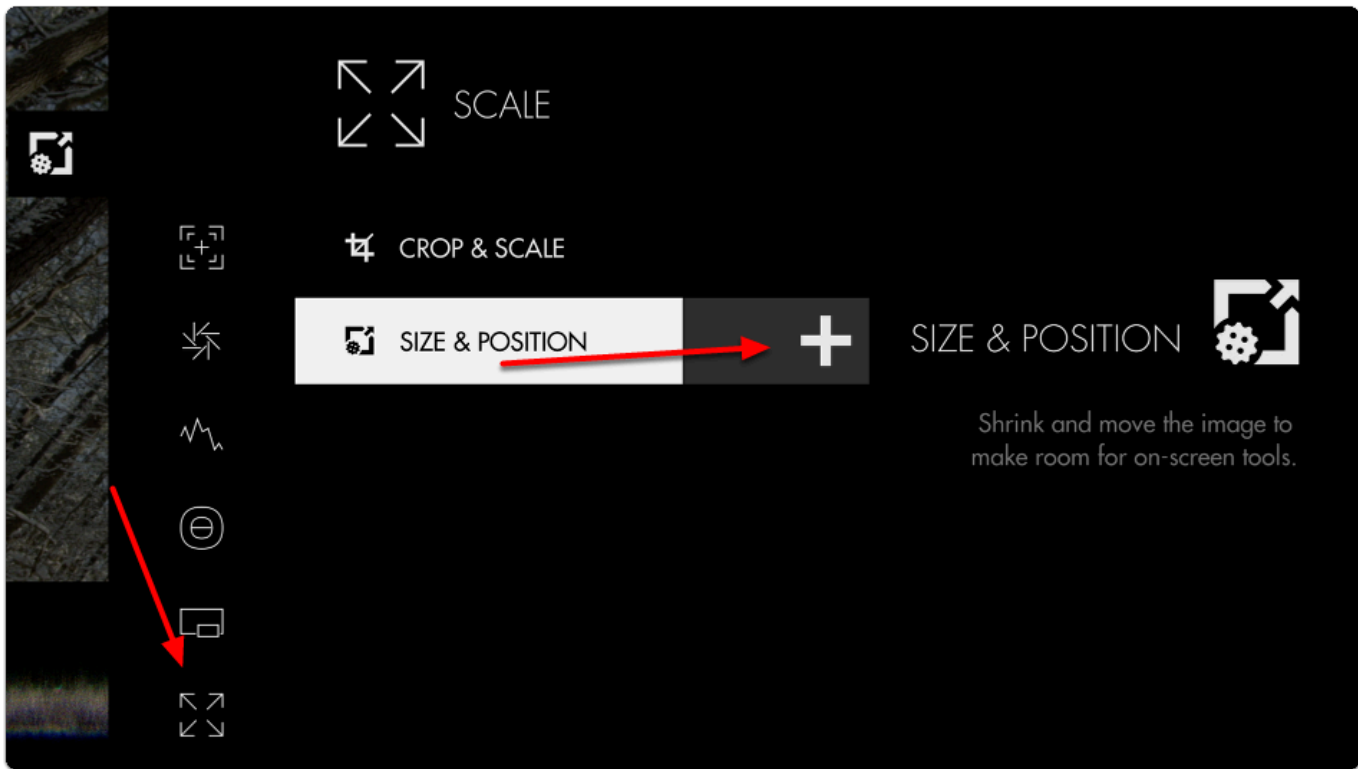 SCALE
CROP & SCALE
SIZE & POSITION
SIZE & POSITION
Shrink and move the image to
make room for on-screen tools.